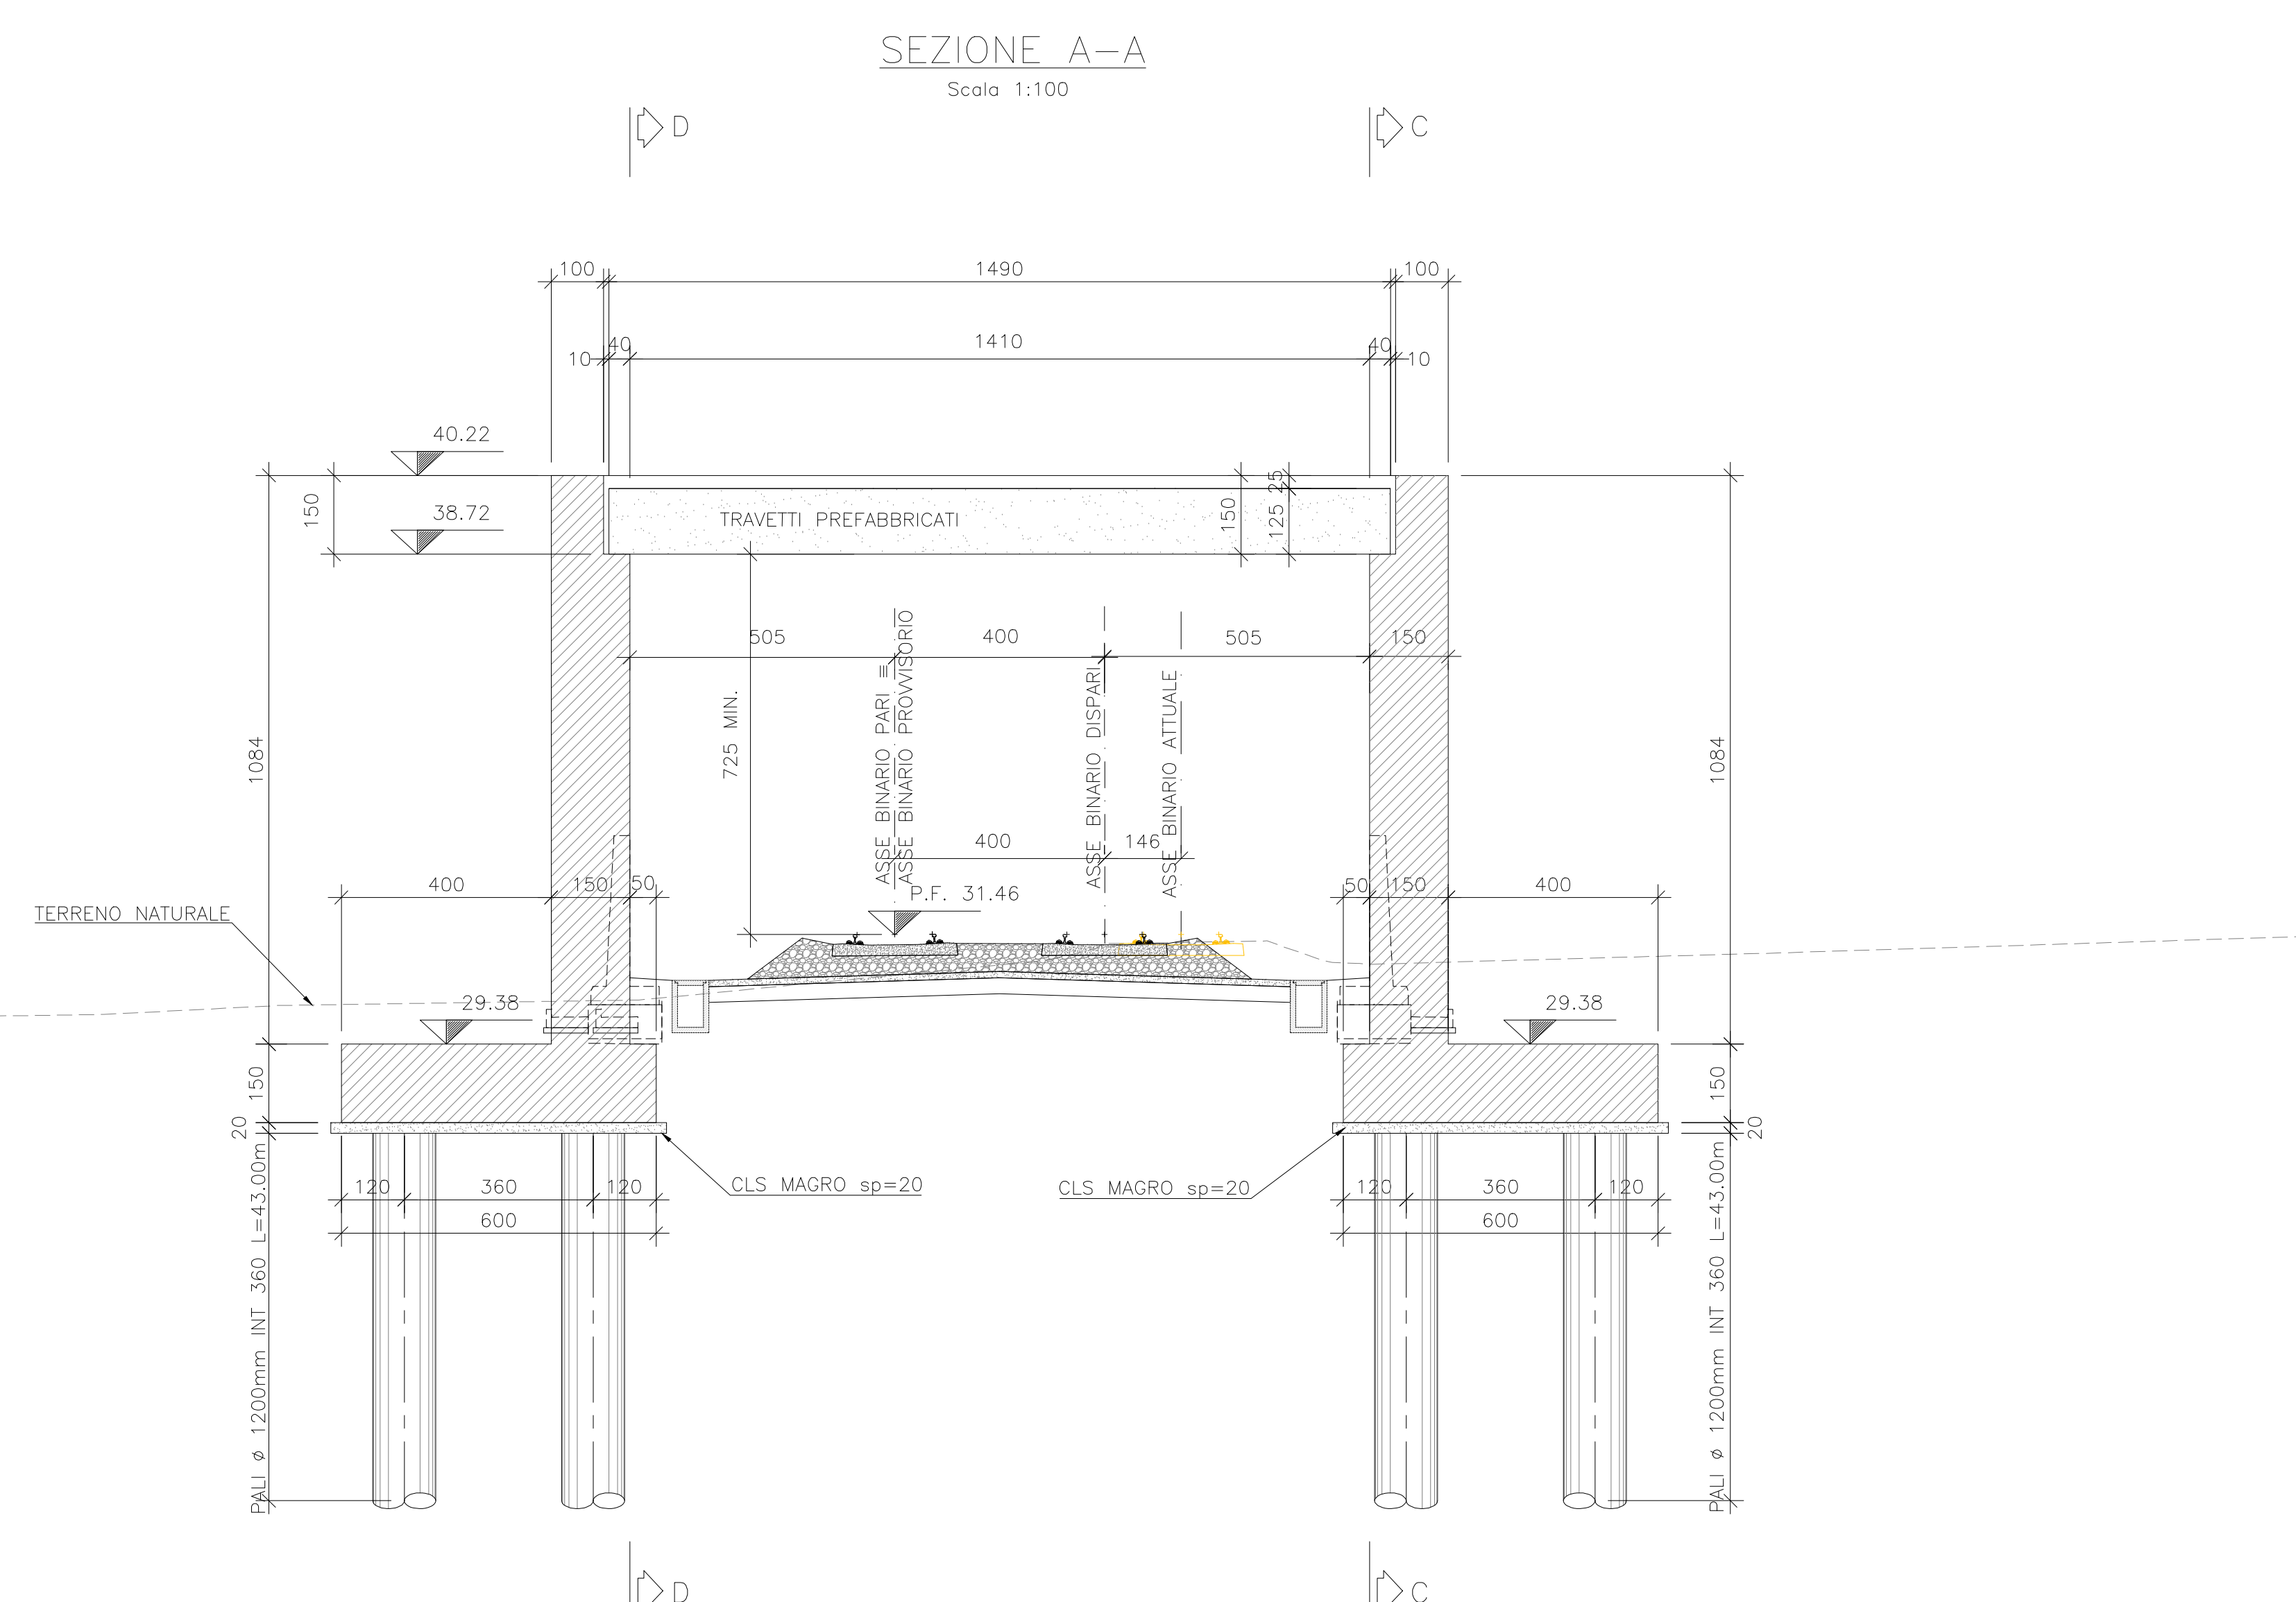 SEZIONE A-A
Scala 1:100
D
C
100
1490
100
10
40
1410
40
10
40.22
150
38.72
TRAVETTI PREFABBRICATI
150
25
125
505
400
505
150
725 MIN.
ASSE BINARIO PARI ≡
ASSE BINARIO PROVVISORIO
ASSE BINARIO DISPARI
ASSE BINARIO ATTUALE
1084
1084
400
146
400
150
50
P.F. 31.46
50
150
400
TERRENO NATURALE
29.38
29.38
150
20
150
20
CLS MAGRO sp=20
CLS MAGRO sp=20
120
360
120
600
120
360
120
600
PALI ø 1200mm INT 360 L=43.00m
PALI ø 1200mm INT 360 L=43.00m
D
C